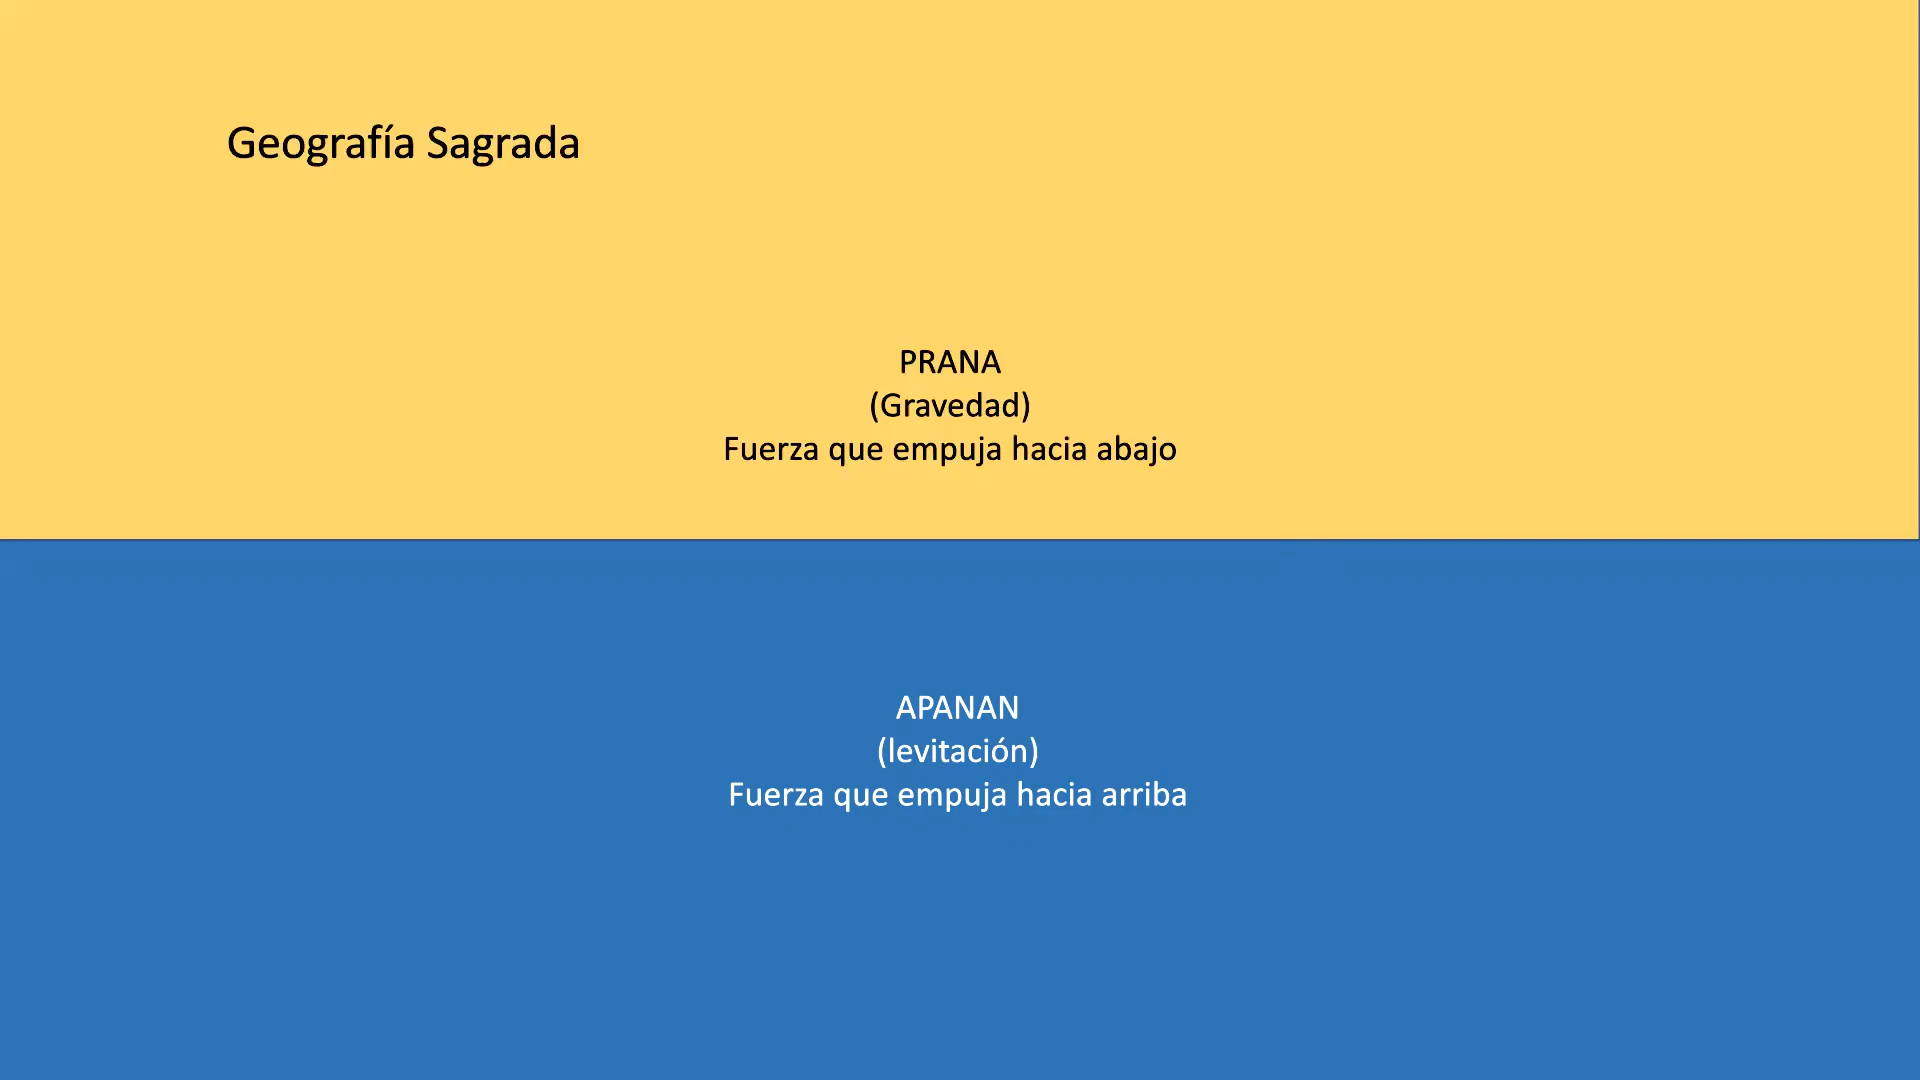 Geografía Sagrada
PRANA
(Gravedad)
Fuerza que empuja hacia abajo
APANAN
(levitación)
Fuerza que empuja hacia arriba